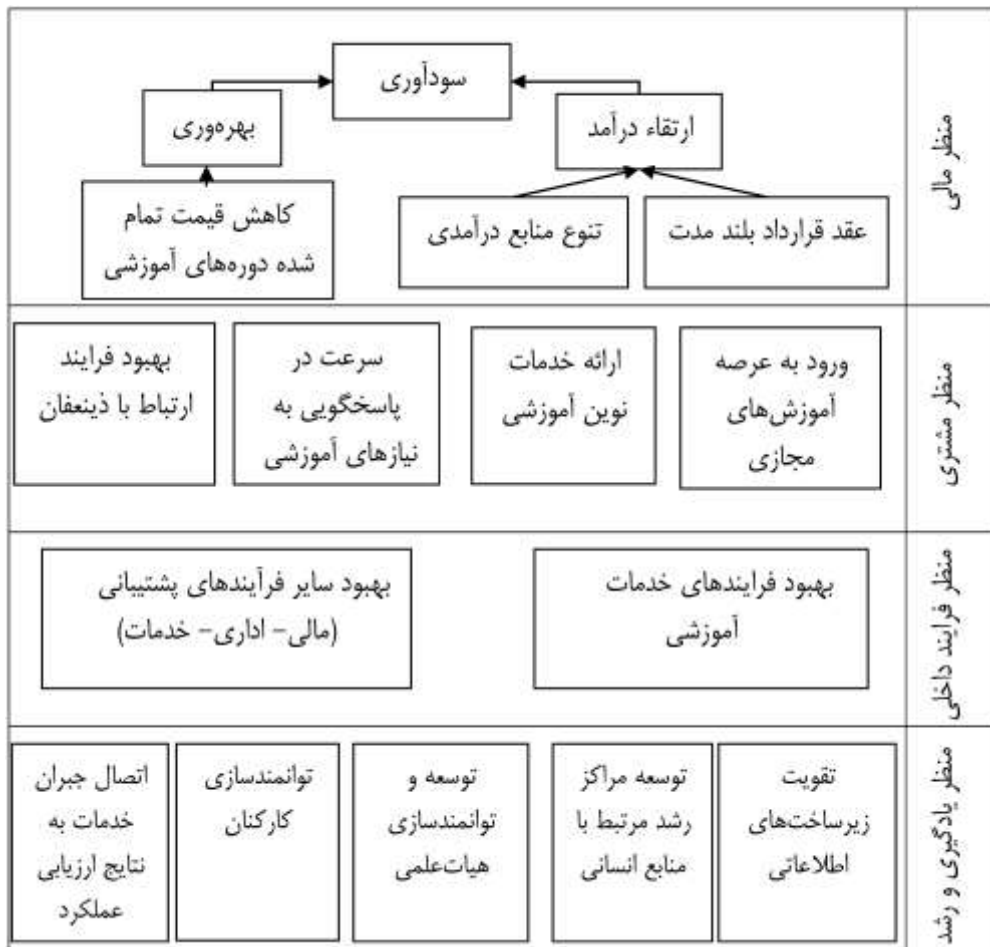 منظر مالی
سودآوری
ارتقاء درآمد
بهره‌وری
عقد قرارداد بلند مدت
تنوع منابع درآمدی
کاهش قیمت تمام
شده دوره‌های آموزشی
منظر مشتری
ورود به عرصه
آموزش‌های
مجازی
ارائه خدمات
نوین آموزشی
سرعت در
پاسخگویی به
نیازهای آموزشی
بهبود فرایند
ارتباط با ذینعفان
منظر فرایند داخلی
بهبود فرایندهای خدمات
آموزشی
بهبود سایر فرآیندهای پشتیبانی
(مالی- اداری- خدمات)
منظر یادگیری و رشد
تقویت
زیرساخت‌های
اطلاعاتی
توسعه مراکز
رشد مرتبط با
منابع انسانی
توسعه و
توانمندسازی
هیات‌علمی
توانمندسازی
کارکنان
اتصال جبران
خدمات به
نتایج ارزیابی
عملکرد